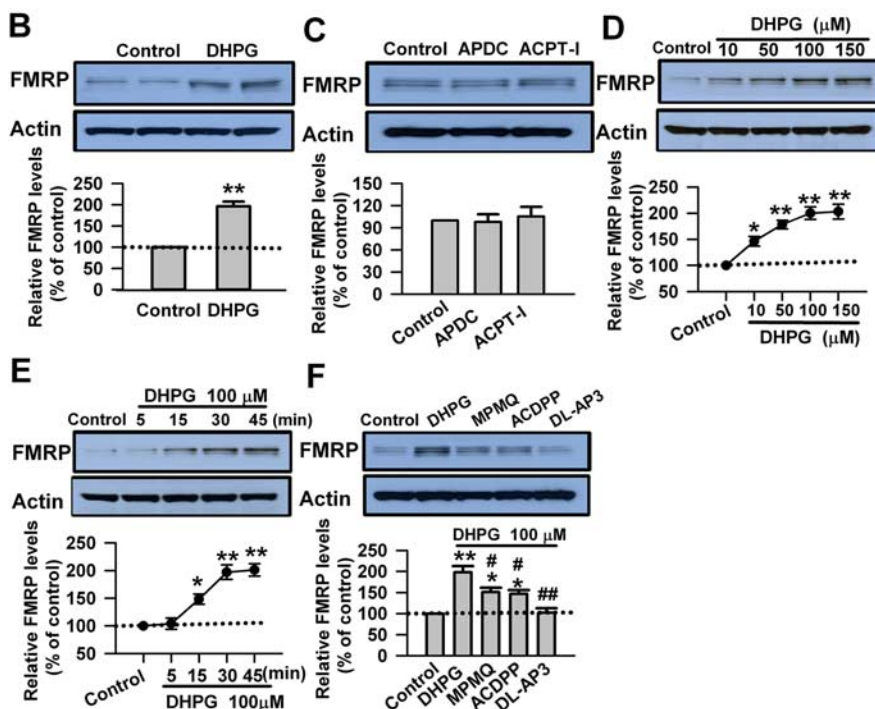 B
Control DHPG
FMRP
Actin
Relative FMRP levels
(% of control)
250
200
150
100
50
0
**
Control DHPG
C
Control APDC ACPT-I
FMRP
Actin
Relative FMRP levels
(% of control)
150
120
90
60
30
0
Control
APDC
ACPT-I
D
DHPG (μM)
Control 10 50 100 150
FMRP
Actin
Relative FMRP levels
(% of control)
250
200
150
100
50
* ** ** **
Control 10 50 100 150
DHPG (μM)
E
DHPG 100 μM
Control 5 15 30 45 (min)
FMRP
Actin
Relative FMRP levels
(% of control)
250
200
150
100
50
* ** **
Control 5 15 30 45(min)
DHPG 100μM
F
Control DHPG MPMQ ACDPP DL-AP3
FMRP
Actin
DHPG 100 μM
Relative FMRP levels
(% of control)
250
200
150
100
50
0
** # # ##
* *
Control
DHPG
MPMQ
ACDPP
DL-AP3